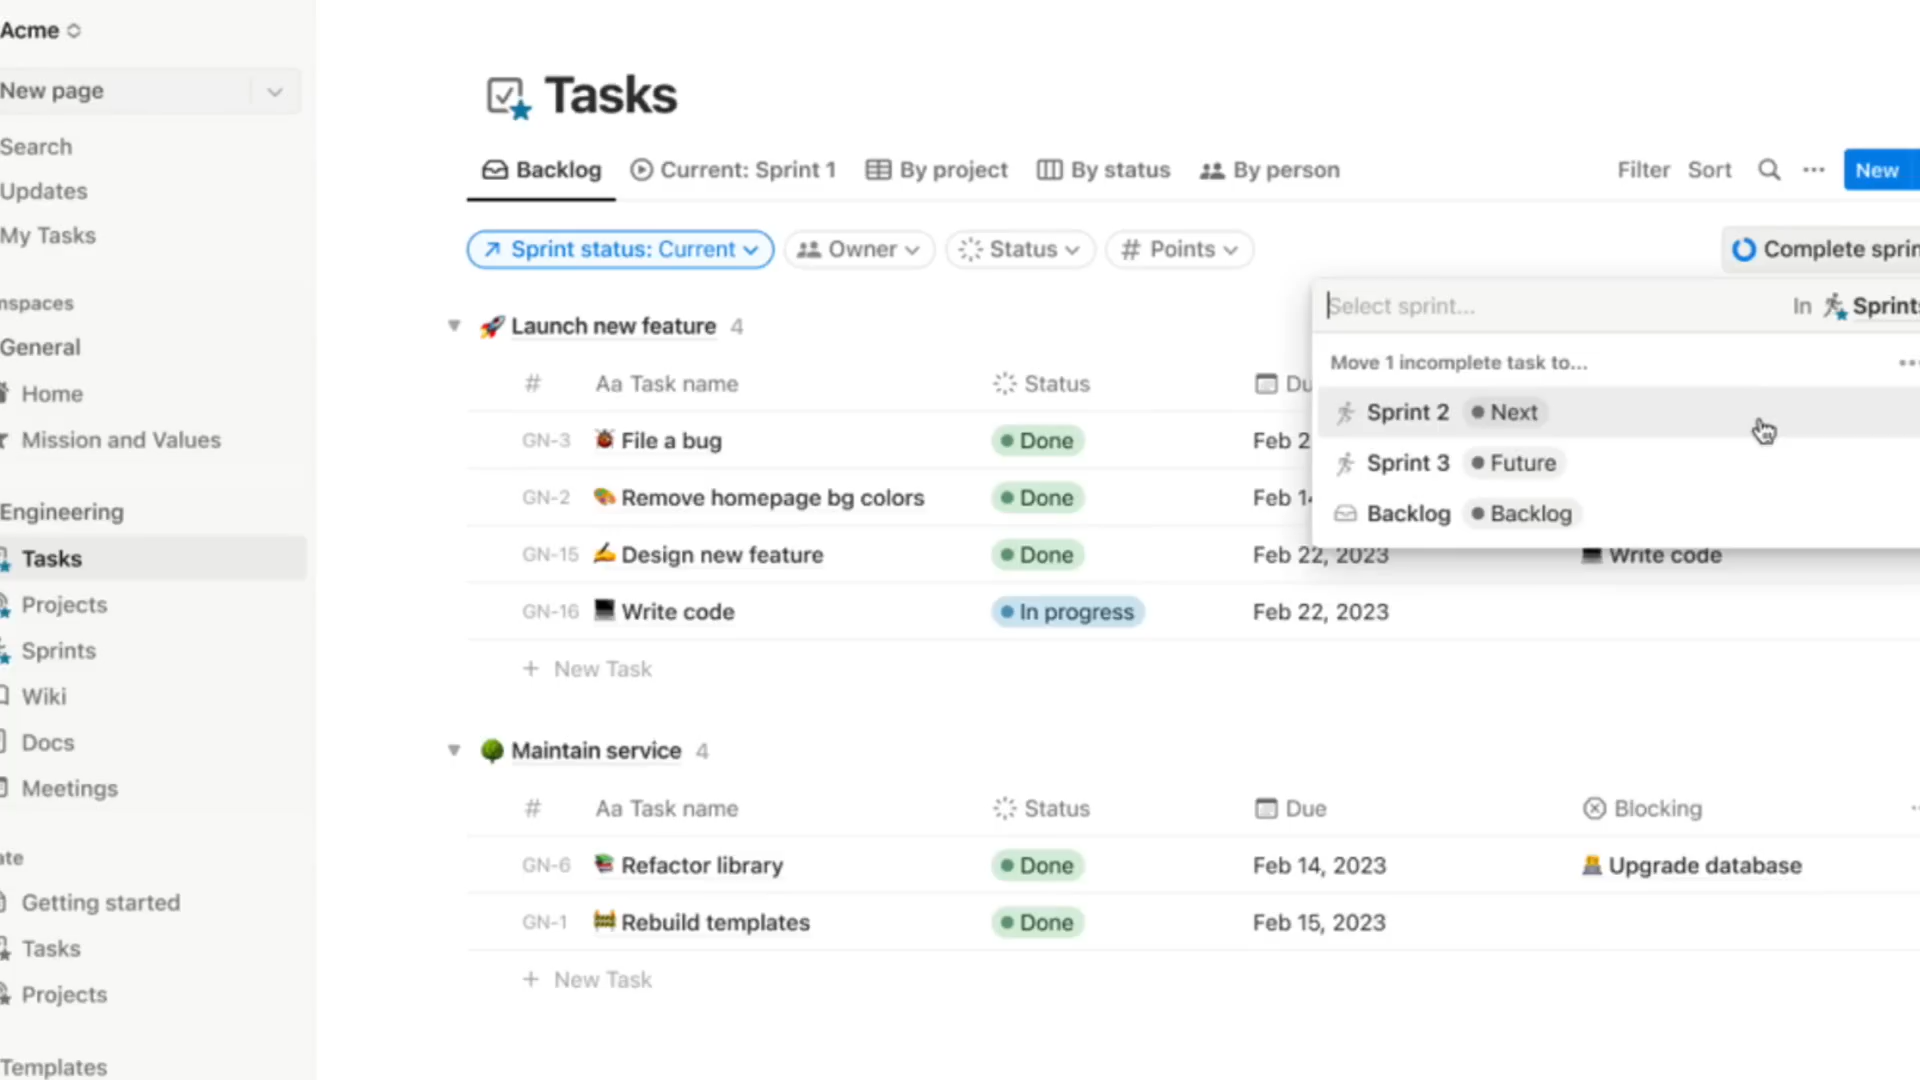 Acme
New page
Search
Updates
My Tasks
General
Home
Mission and Values
Engineering
Tasks
Projects
Sprints
Wiki
Docs
Meetings
Getting started
Tasks
Projects
Templates
Tasks
Backlog Current: Sprint 1 By project By status By person Filter Sort ··· New
Sprint status: Current Owner # Status # Points Complete sprin
Select sprint... In Sprints
Move 1 incomplete task to... ···
Sprint 2 Next
Sprint 3 Future
Backlog Backlog
Launch new feature 4
# Aa Task name Status Du
GN-3 File a bug Done Feb 2
GN-2 Remove homepage bg colors Done Feb 14
GN-15 Design new feature Done Feb 22, 2023 Write code
GN-16 Write code In progress Feb 22, 2023
+ New Task
Maintain service 4
# Aa Task name Status Due Blocking
GN-6 Refactor library Done Feb 14, 2023 Upgrade database
GN-1 Rebuild templates Done Feb 15, 2023
+ New Task